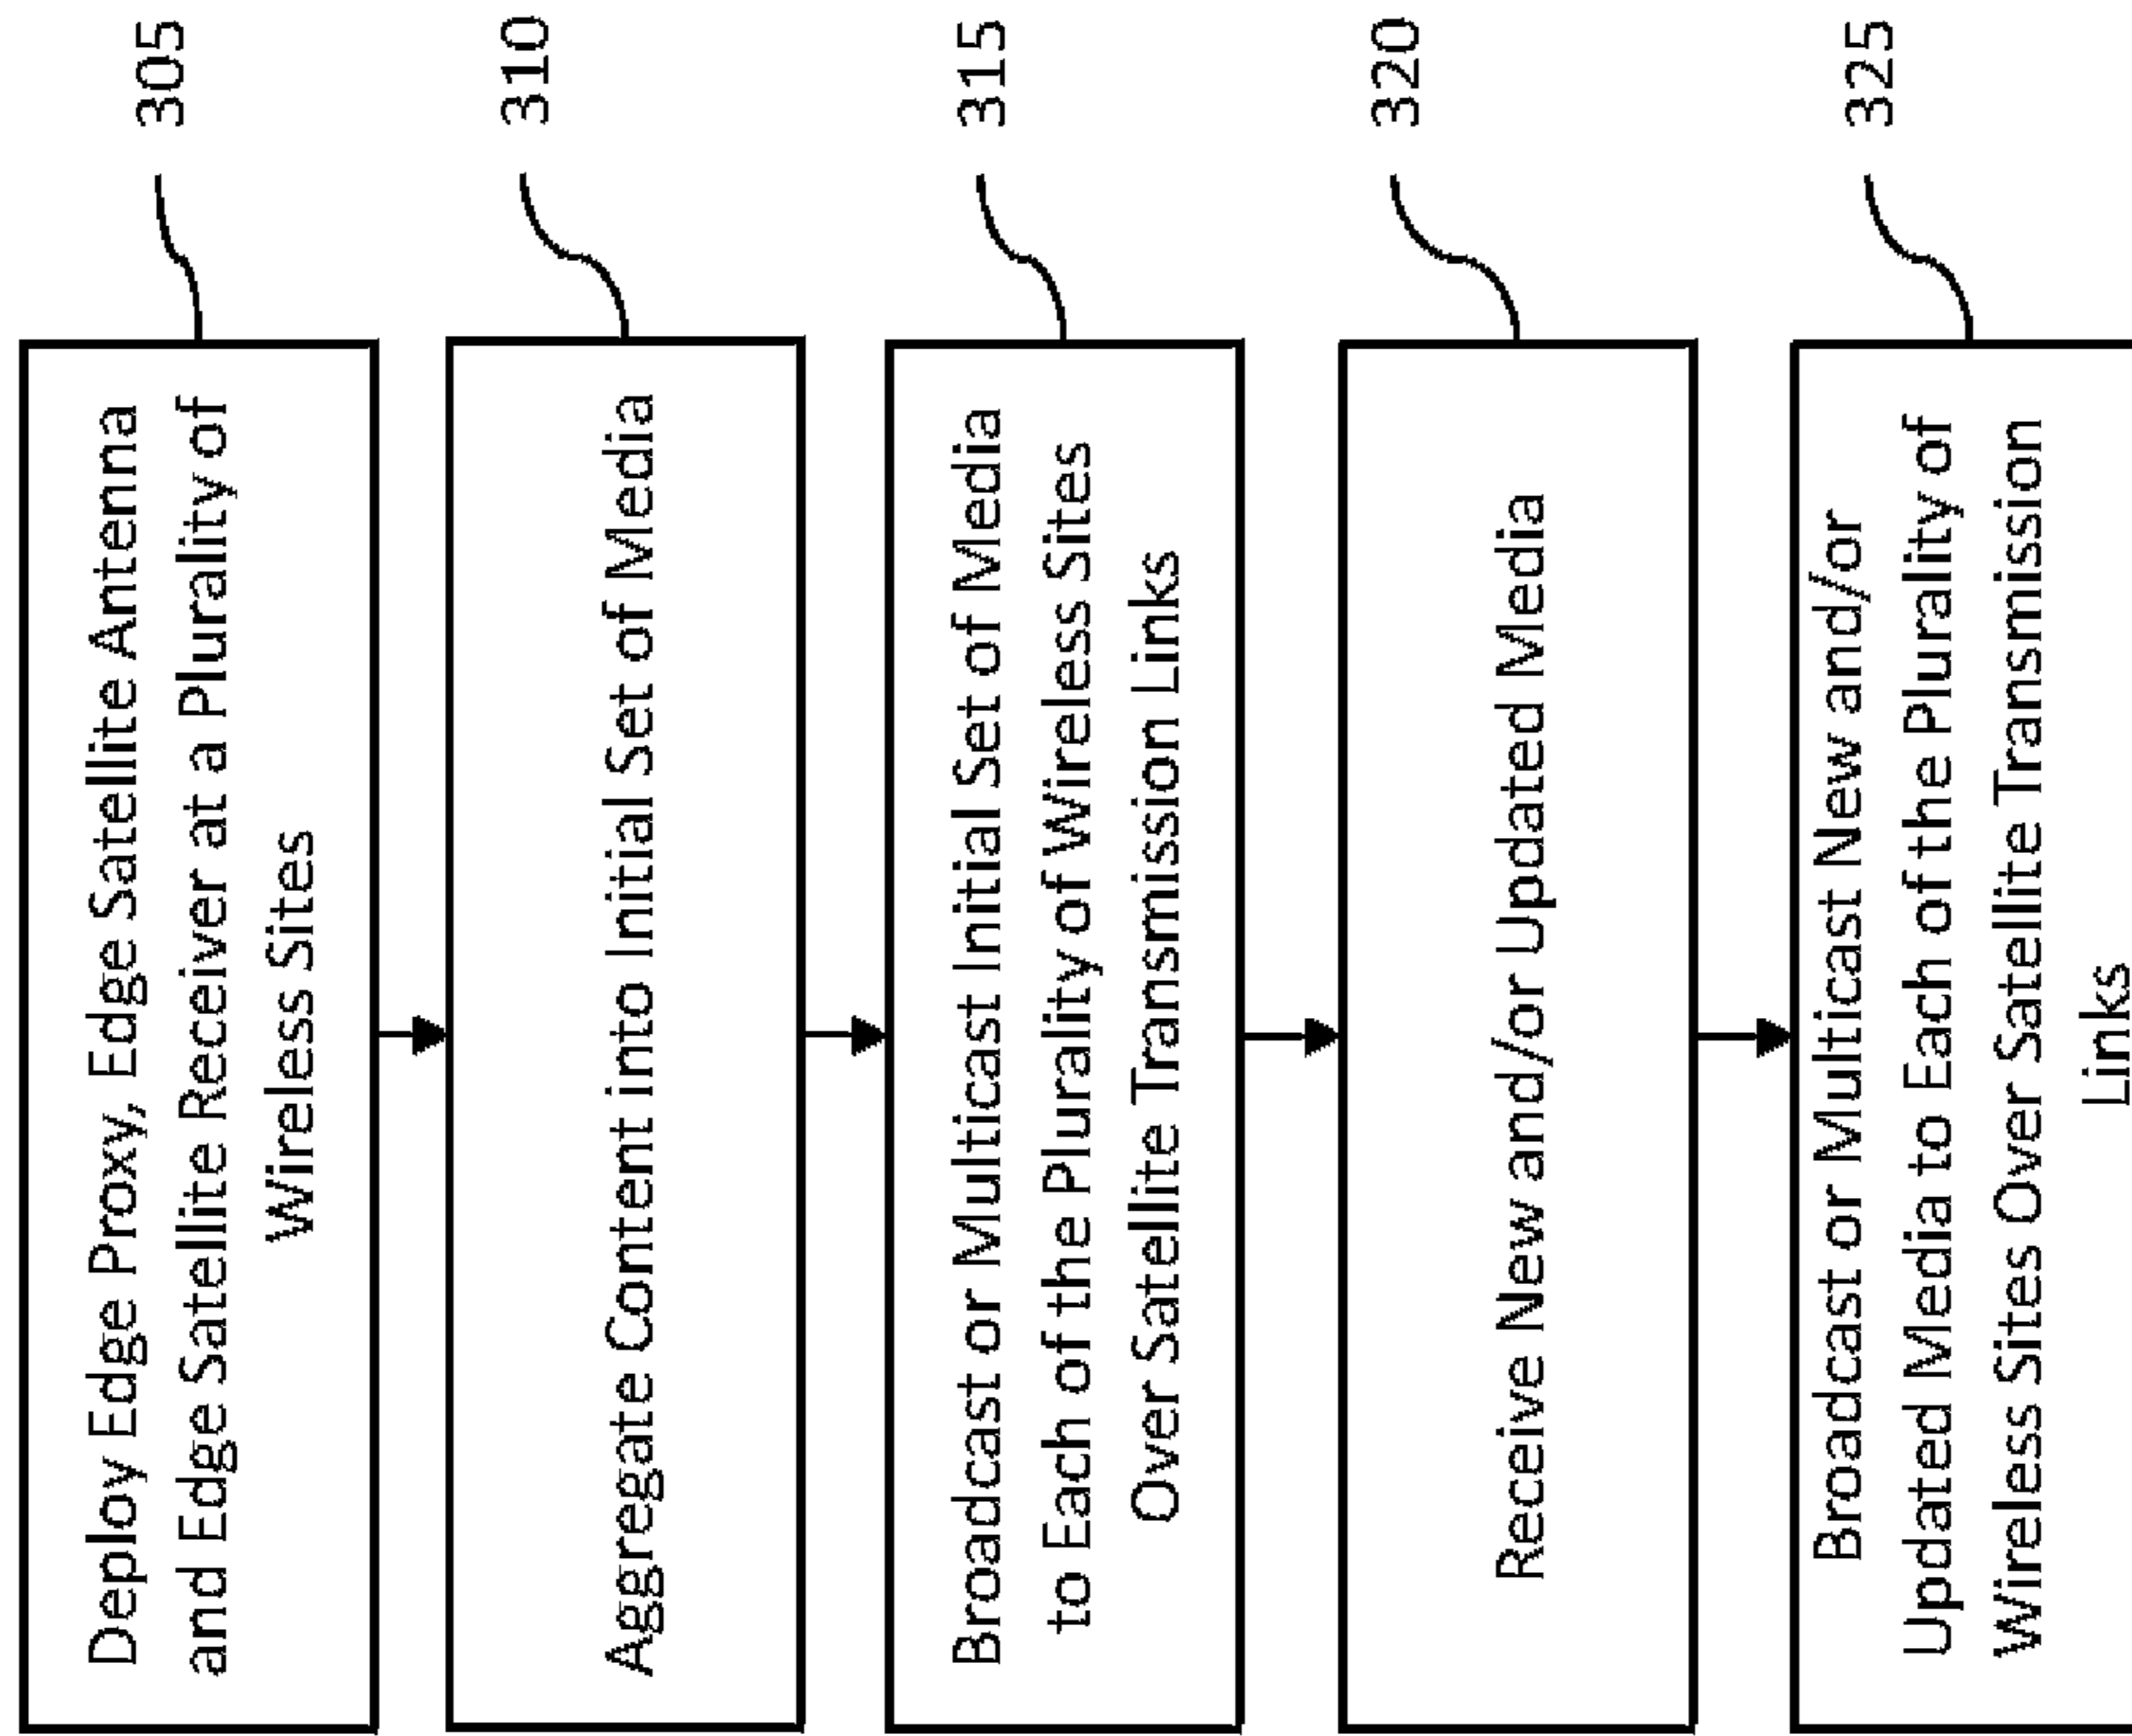 Deploy Edge Proxy, Edge Satellite Antenna
and Edge Satellite Receiver at a Plurality of
Wireless Sites
305
Aggregate Content into Initial Set of Media
310
Broadcast or Multicast Initial Set of Media
to Each of the Plurality of Wireless Sites
Over Satellite Transmission Links
315
Receive New and/or Updated Media
320
Broadcast or Multicast New and/or
Updated Media to Each of the Plurality of
Wireless Sites Over Satellite Transmission
Links
325